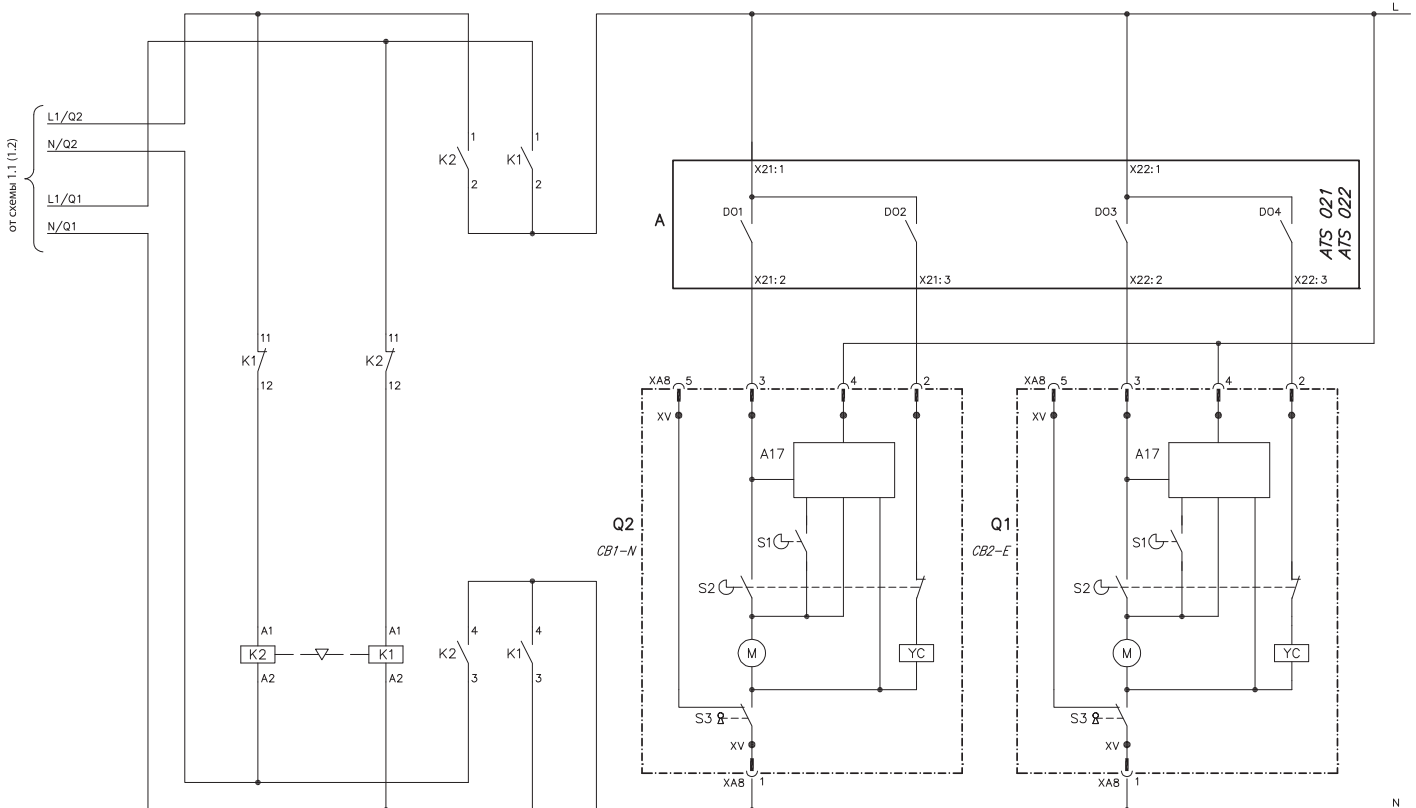 L
L1/Q2
N/Q2
L1/Q1
N/Q1
от схемы 1.1 (1.2)
1
1
K2
K1
2
2
X21:1
X22:1
A
DO1
DO2
DO3
DO4
ATS 021
ATS 022
X21:2
X21:3
X22:2
X22:3
11
11
K1
K2
12
12
XA8
5
3
4
2
XA8
5
3
4
2
XV
XV
A17
A17
Q2
CB1-N
Q1
CB2-E
S1
S1
S2
S2
A1
A1
4
4
K2
K1
K2
K1
M
YC
M
YC
A2
A2
3
3
S3
S3
XV
XV
XA8
1
XA8
1
N